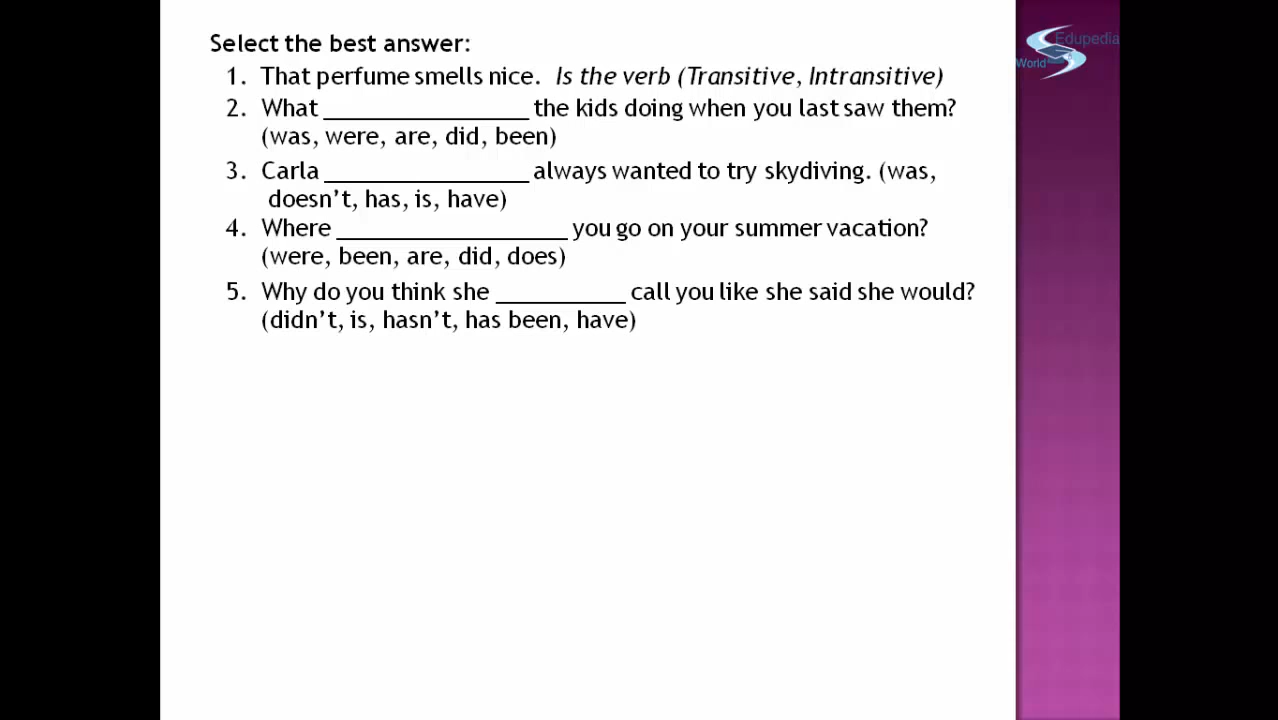 Select the best answer:
1. That perfume smells nice. Is the verb (Transitive, Intransitive)
2. What ________________ the kids doing when you last saw them?
(was, were, are, did, been)
3. Carla ________________ always wanted to try skydiving. (was,
doesn't, has, is, have)
4. Where __________________ you go on your summer vacation?
(were, been, are, did, does)
5. Why do you think she __________ call you like she said she would?
(didn't, is, hasn't, has been, have)
Edupedia
World